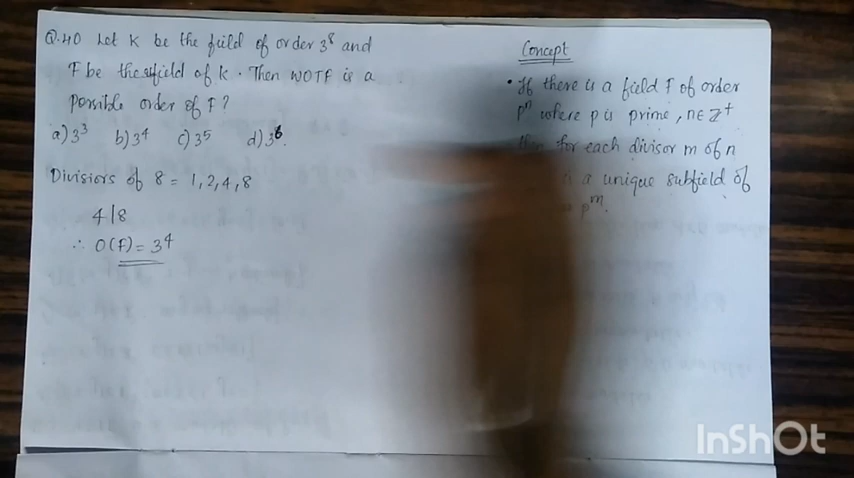 Q.40 Let K be the field of order 3⁸ and
F be the subfield of K. Then WOTF is a
possible order of F?
a) 3³ b) 3⁴ c) 3⁵ d) 3⁶.
Divisiors of 8 = 1, 2, 4, 8
4|8
∴ O(F) = 3⁴
Concept
• If there is a field F of order
pⁿ where p is prime, n∈Z⁺
for each divisor m of n
is a unique subfield of
pᵐ.
InShOt